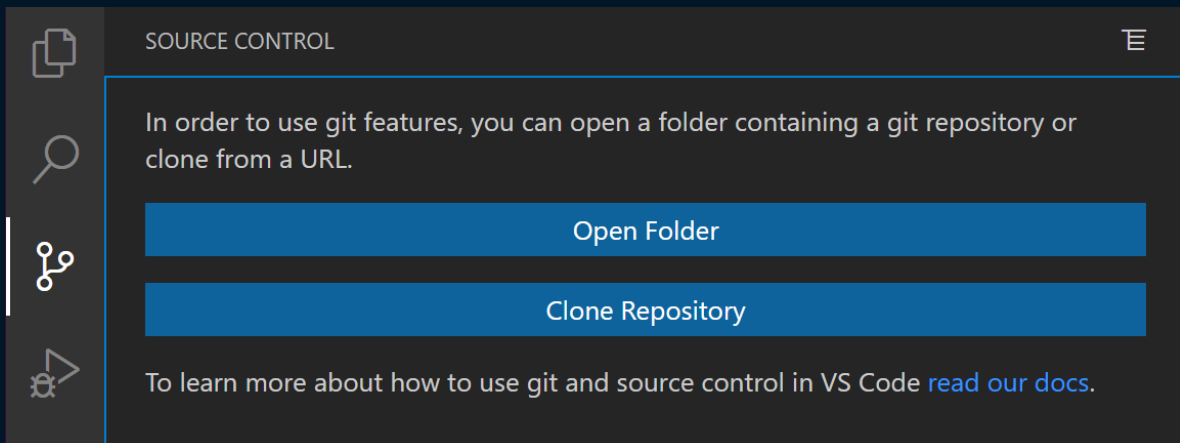 SOURCE CONTROL
In order to use git features, you can open a folder containing a git repository or
clone from a URL.
Open Folder
Clone Repository
To learn more about how to use git and source control in VS Code read our docs.